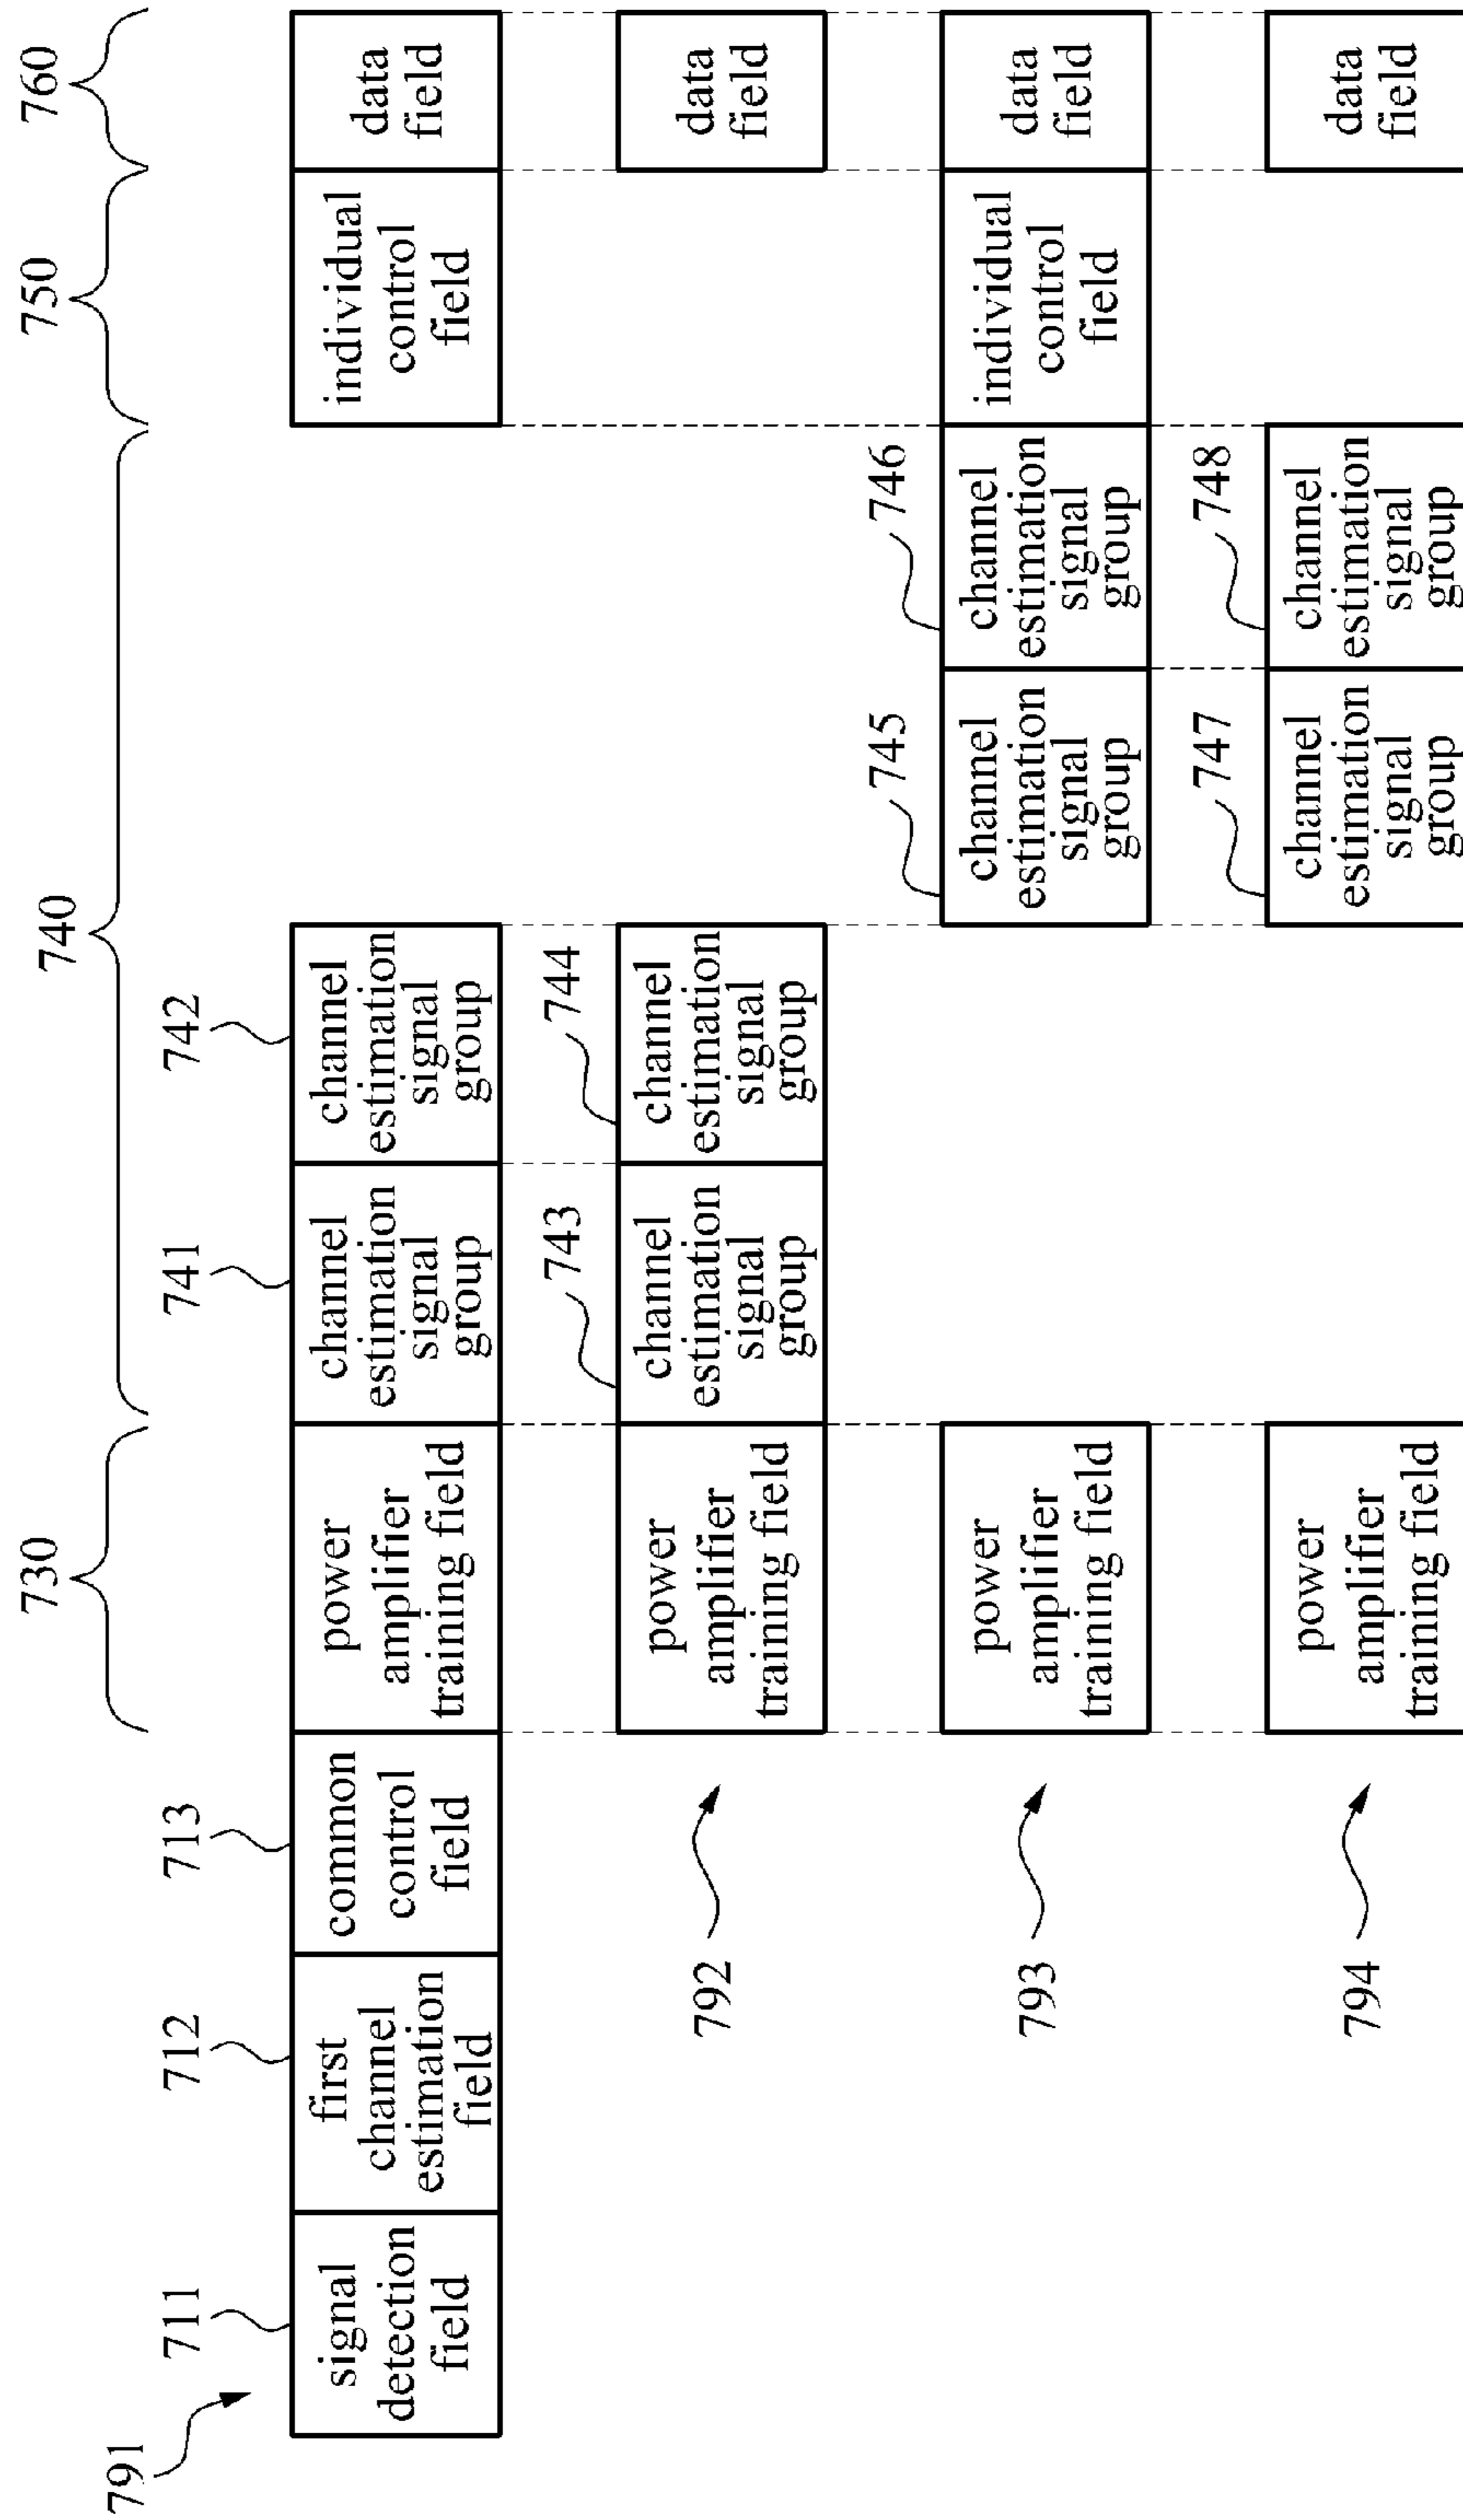 730
740
750
760
791
711
712
713
741
742
signal
detection
field
first
channel
estimation
field
common
control
field
power
amplifier
training field
channel
estimation
signal
group
channel
estimation
signal
group
individual
control
field
data
field
743
744
792
power
amplifier
training field
channel
estimation
signal
group
channel
estimation
signal
group
data
field
745
746
793
power
amplifier
training field
channel
estimation
signal
group
channel
estimation
signal
group
individual
control
field
data
field
747
748
794
power
amplifier
training field
channel
estimation
signal
group
channel
estimation
signal
group
data
field